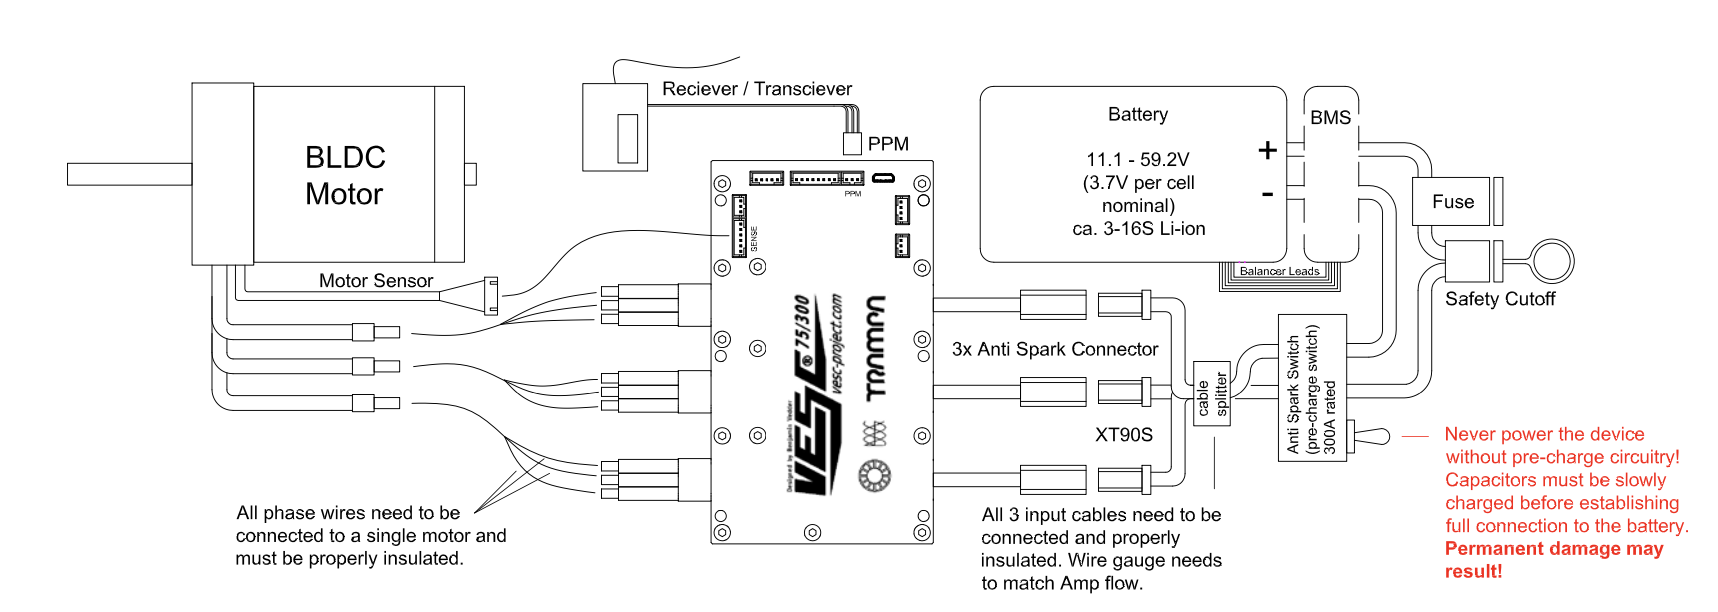 Reciever / Transciever
PPM
BLDC
Motor
Battery
11.1 - 59.2V
(3.7V per cell
nominal)
ca. 3-16S Li-ion
+
-
BMS
Fuse
Balancer Leads
Safety Cutoff
Motor Sensor
PPM
SENSE
Designed by Benjamin Vedder
VESC® 75/300
vesc-project.com
TRAMPA
3x Anti Spark Connector
XT90S
cable
splitter
Anti Spark Switch
(pre-charge switch)
300A rated
Never power the device
without pre-charge circuitry!
Capacitors must be slowly
charged before establishing
full connection to the battery.
Permanent damage may
result!
All phase wires need to be
connected to a single motor and
must be properly insulated.
All 3 input cables need to be
connected and properly
insulated. Wire gauge needs
to match Amp flow.